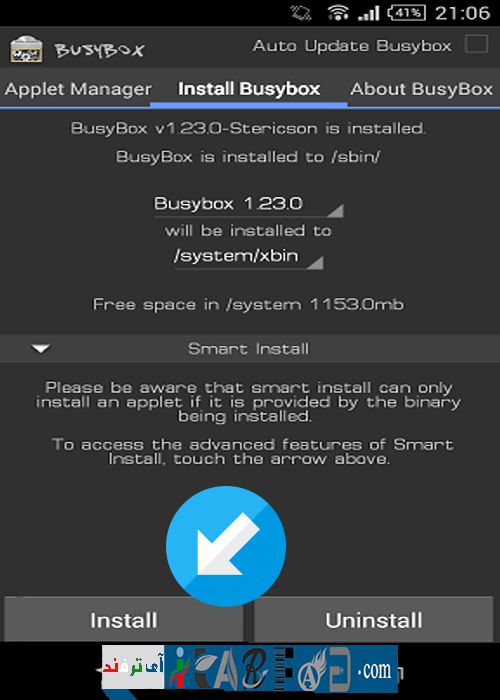 41% 21:06
BUSYBOX Auto Update Busybox
Applet Manager Install Busybox About BusyBox
BusyBox v1.23.0-Stericson is installed.
BusyBox is installed to /sbin/
Busybox 1.23.0
will be installed to
/system/xbin
Free space in /system 1153.0mb
Smart Install
Please be aware that smart install can only
install an applet if it is provided by the binary
being installed.
To access the advanced features of Smart
Install, touch the arrow above.
Install Uninstall
آی ترفند .com